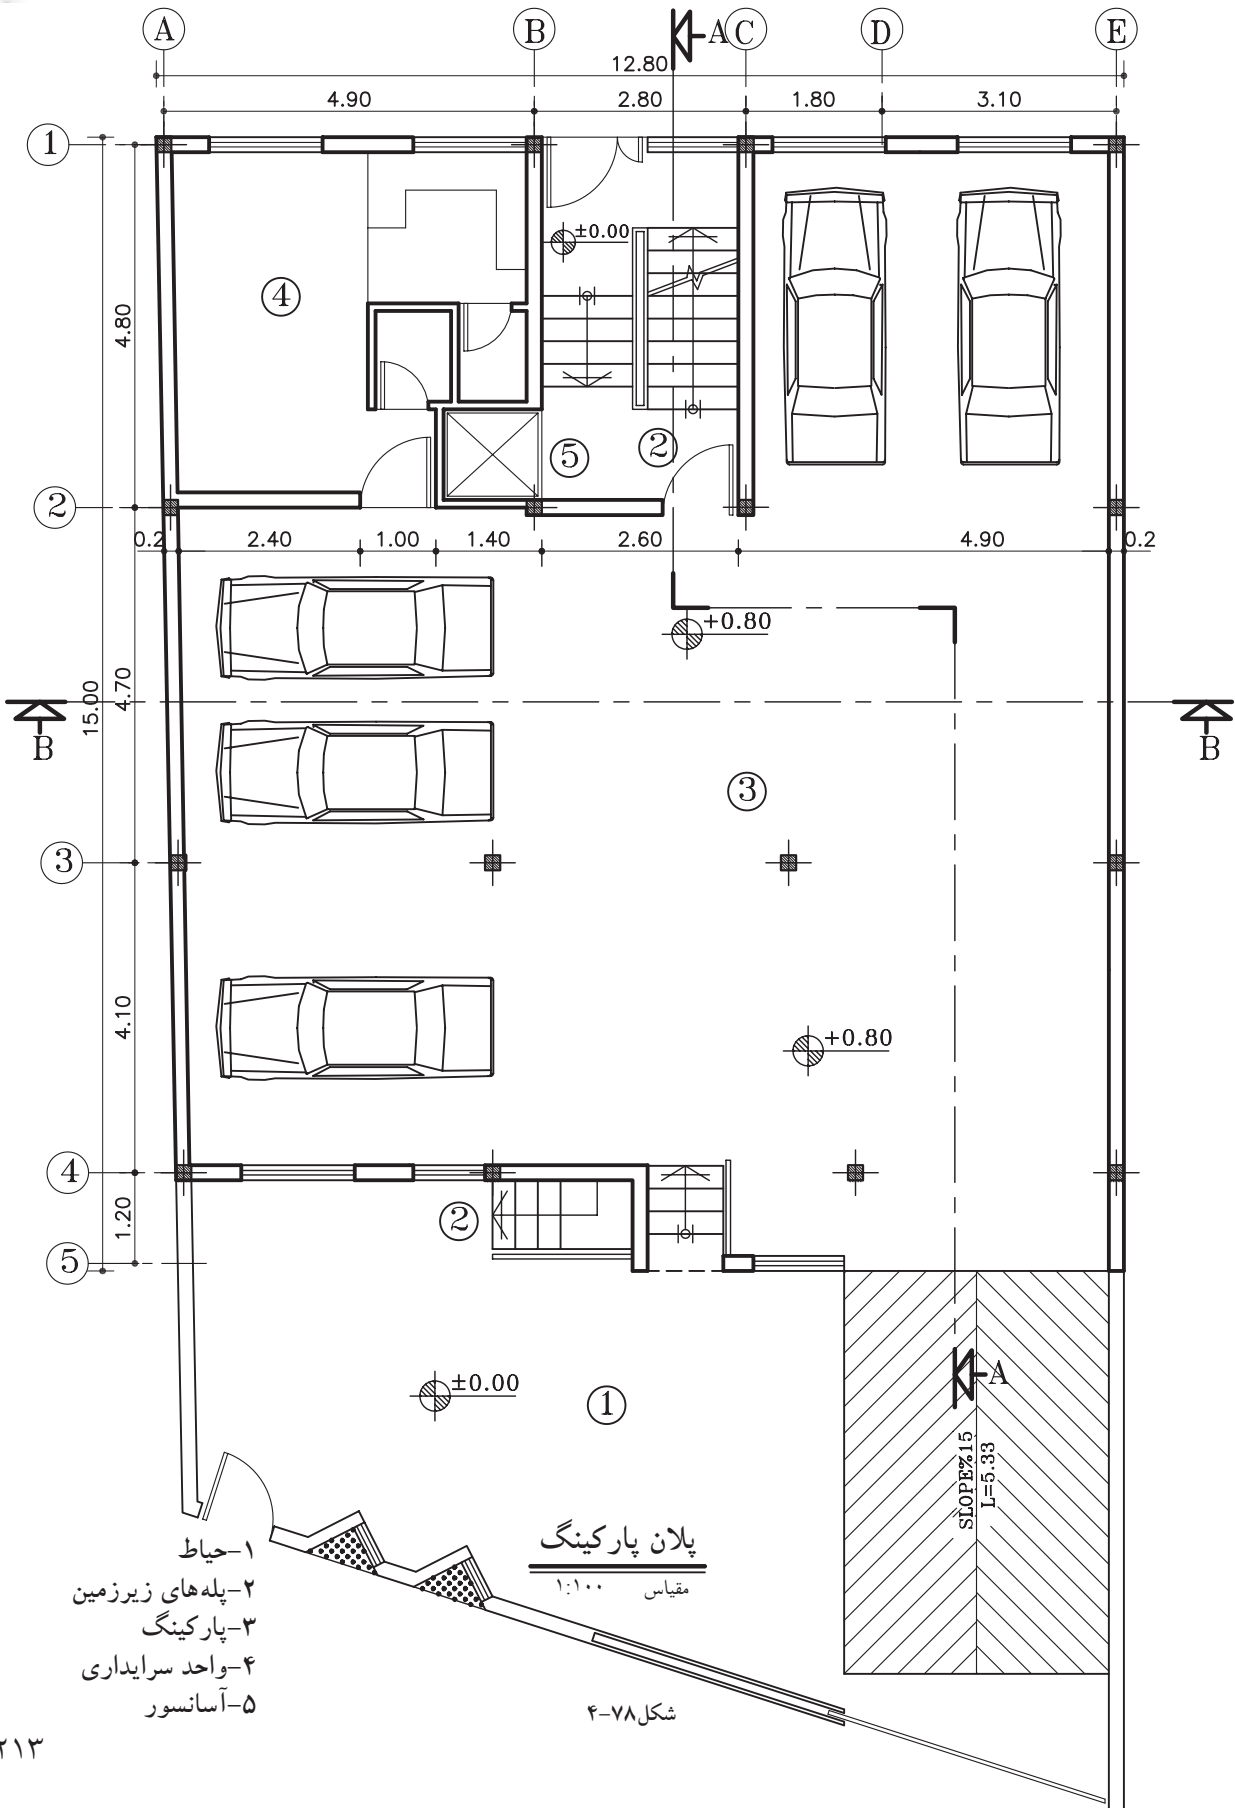 A B A C D E
12.80
4.90 2.80 1.80 3.10
1
±0.00
4
4.80
5 2
2
0.2 2.40 1.00 1.40 2.60 4.90 0.2
+0.80
15.00 4.70
B B
3
3
+0.80
4.10
4
1.20
2
5
A
±0.00
1
SLOPE%15
L=5.33
پلان پارکینگ
مقیاس ۱:۱۰۰
۱-حیاط
۲-پله‌های زیرزمین
۳-پارکینگ
۴-واحد سرایداری
۵-آسانسور
شکل۷۸-۴
۲۱۳